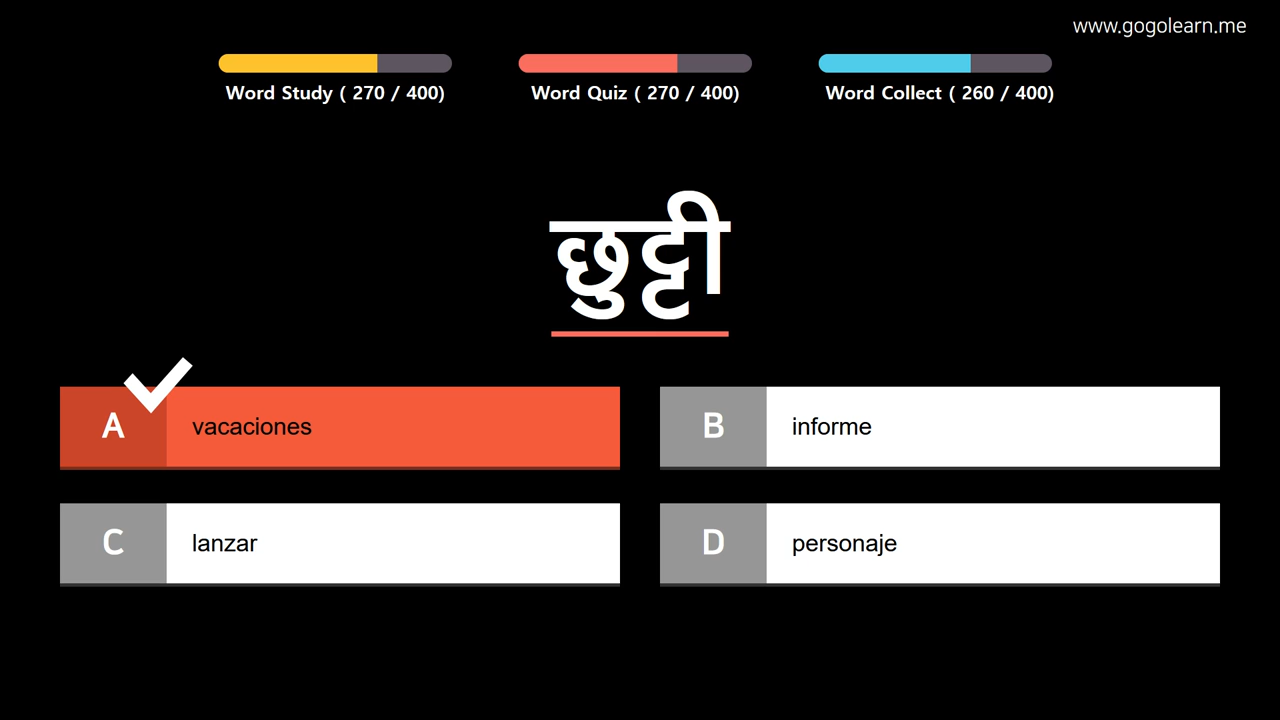 www.gogolearn.me
Word Study ( 270 / 400)
Word Quiz ( 270 / 400)
Word Collect ( 260 / 400)
छुट्टी
A vacaciones
B informe
C lanzar
D personaje